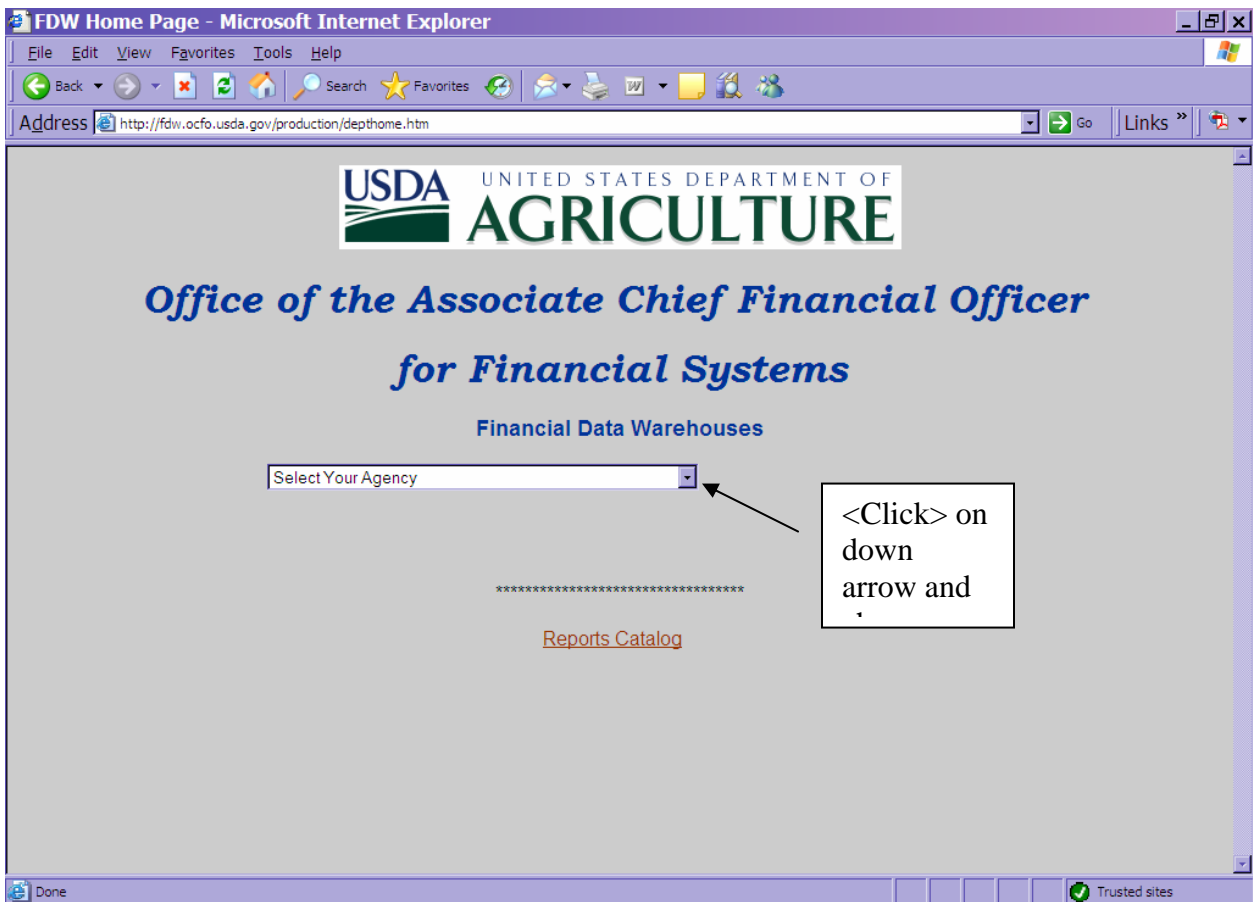 FDW Home Page - Microsoft Internet Explorer
File Edit View Favorites Tools Help
Back Search Favorites
Address http://fdw.ocfo.usda.gov/production/depthome.htm Go Links »
USDA UNITED STATES DEPARTMENT OF
AGRICULTURE
Office of the Associate Chief Financial Officer
for Financial Systems
Financial Data Warehouses
Select Your Agency
<Click> on
down
arrow and
**********************************
Reports Catalog
Done Trusted sites